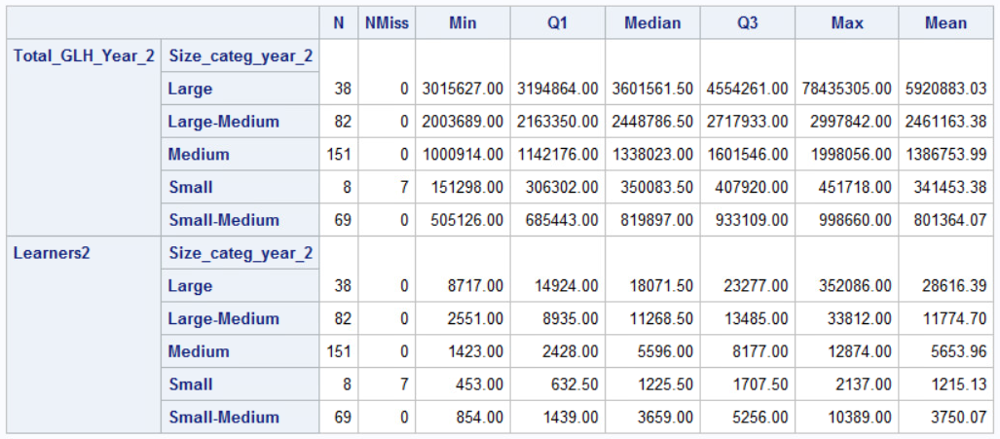 N NMiss Min Q1 Median Q3 Max Mean
Total_GLH_Year_2 Size_categ_year_2
Large 38 0 3015627.00 3194864.00 3601561.50 4554261.00 78435305.00 5920883.03
Large-Medium 82 0 2003689.00 2163350.00 2448786.50 2717933.00 2997842.00 2461163.38
Medium 151 0 1000914.00 1142176.00 1338023.00 1601546.00 1998056.00 1386753.99
Small 8 7 151298.00 306302.00 350083.50 407920.00 451718.00 341453.38
Small-Medium 69 0 505126.00 685443.00 819897.00 933109.00 998660.00 801364.07
Learners2 Size_categ_year_2
Large 38 0 8717.00 14924.00 18071.50 23277.00 352086.00 28616.39
Large-Medium 82 0 2551.00 8935.00 11268.50 13485.00 33812.00 11774.70
Medium 151 0 1423.00 2428.00 5596.00 8177.00 12874.00 5653.96
Small 8 7 453.00 632.50 1225.50 1707.50 2137.00 1215.13
Small-Medium 69 0 854.00 1439.00 3659.00 5256.00 10389.00 3750.07